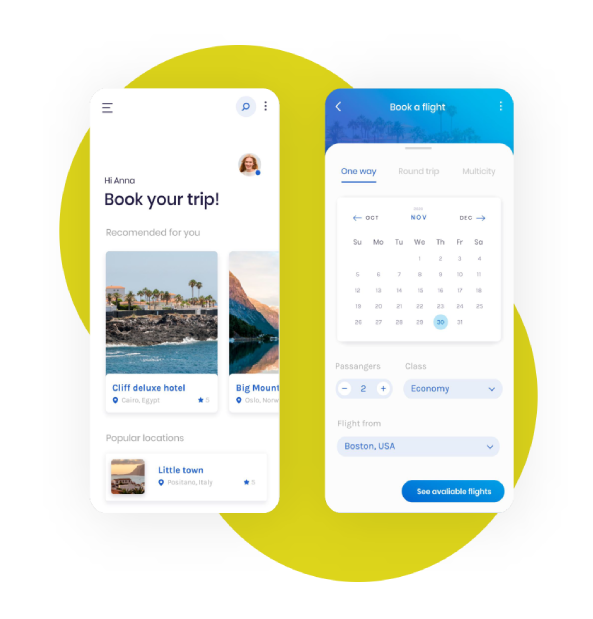 Hi Anna
Book your trip!
Recomended for you
Cliff deluxe hotel
Cairo, Egypt
5
Big Mount
Oslo, Norw
Popular locations
Little town
Positano, Italy
5
Book a flight
One way
Round trip
Multicity
OCT
NOV
DEC
Su Mo Tu We Th Fr Sa
1 2 3 4
5 6 7 8 9 10 11
12 13 14 15 16 17 18
19 20 21 22 23 24 25
26 27 28 29 30 31
Passangers
Class
− 2 +
Economy
Flight from
Boston, USA
See avaliable flights